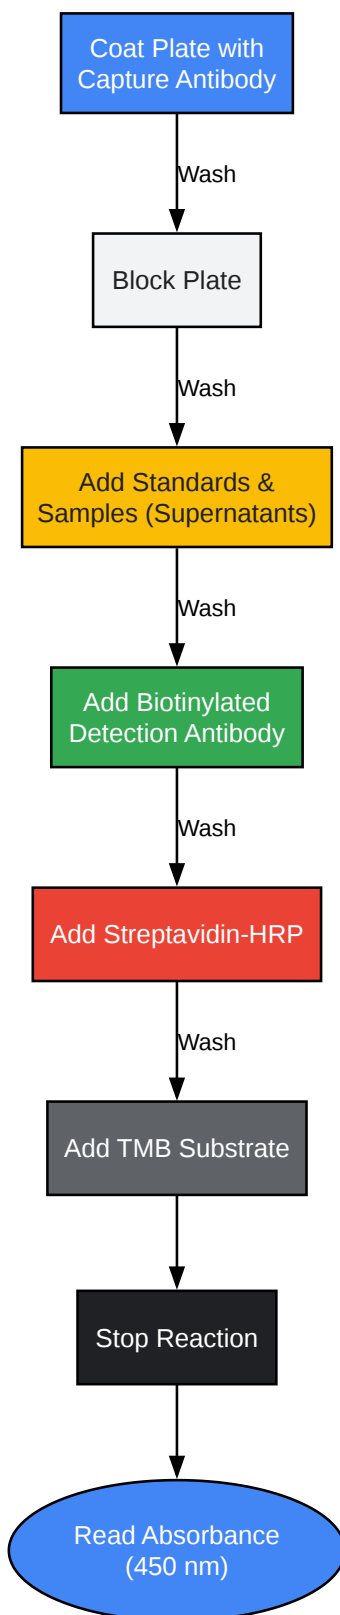 Coat Plate with
Capture Antibody
Wash
Block Plate
Wash
Add Standards &
Samples (Supernatants)
Wash
Add Biotinylated
Detection Antibody
Wash
Add Streptavidin-HRP
Wash
Add TMB Substrate
Stop Reaction
Read Absorbance
(450 nm)